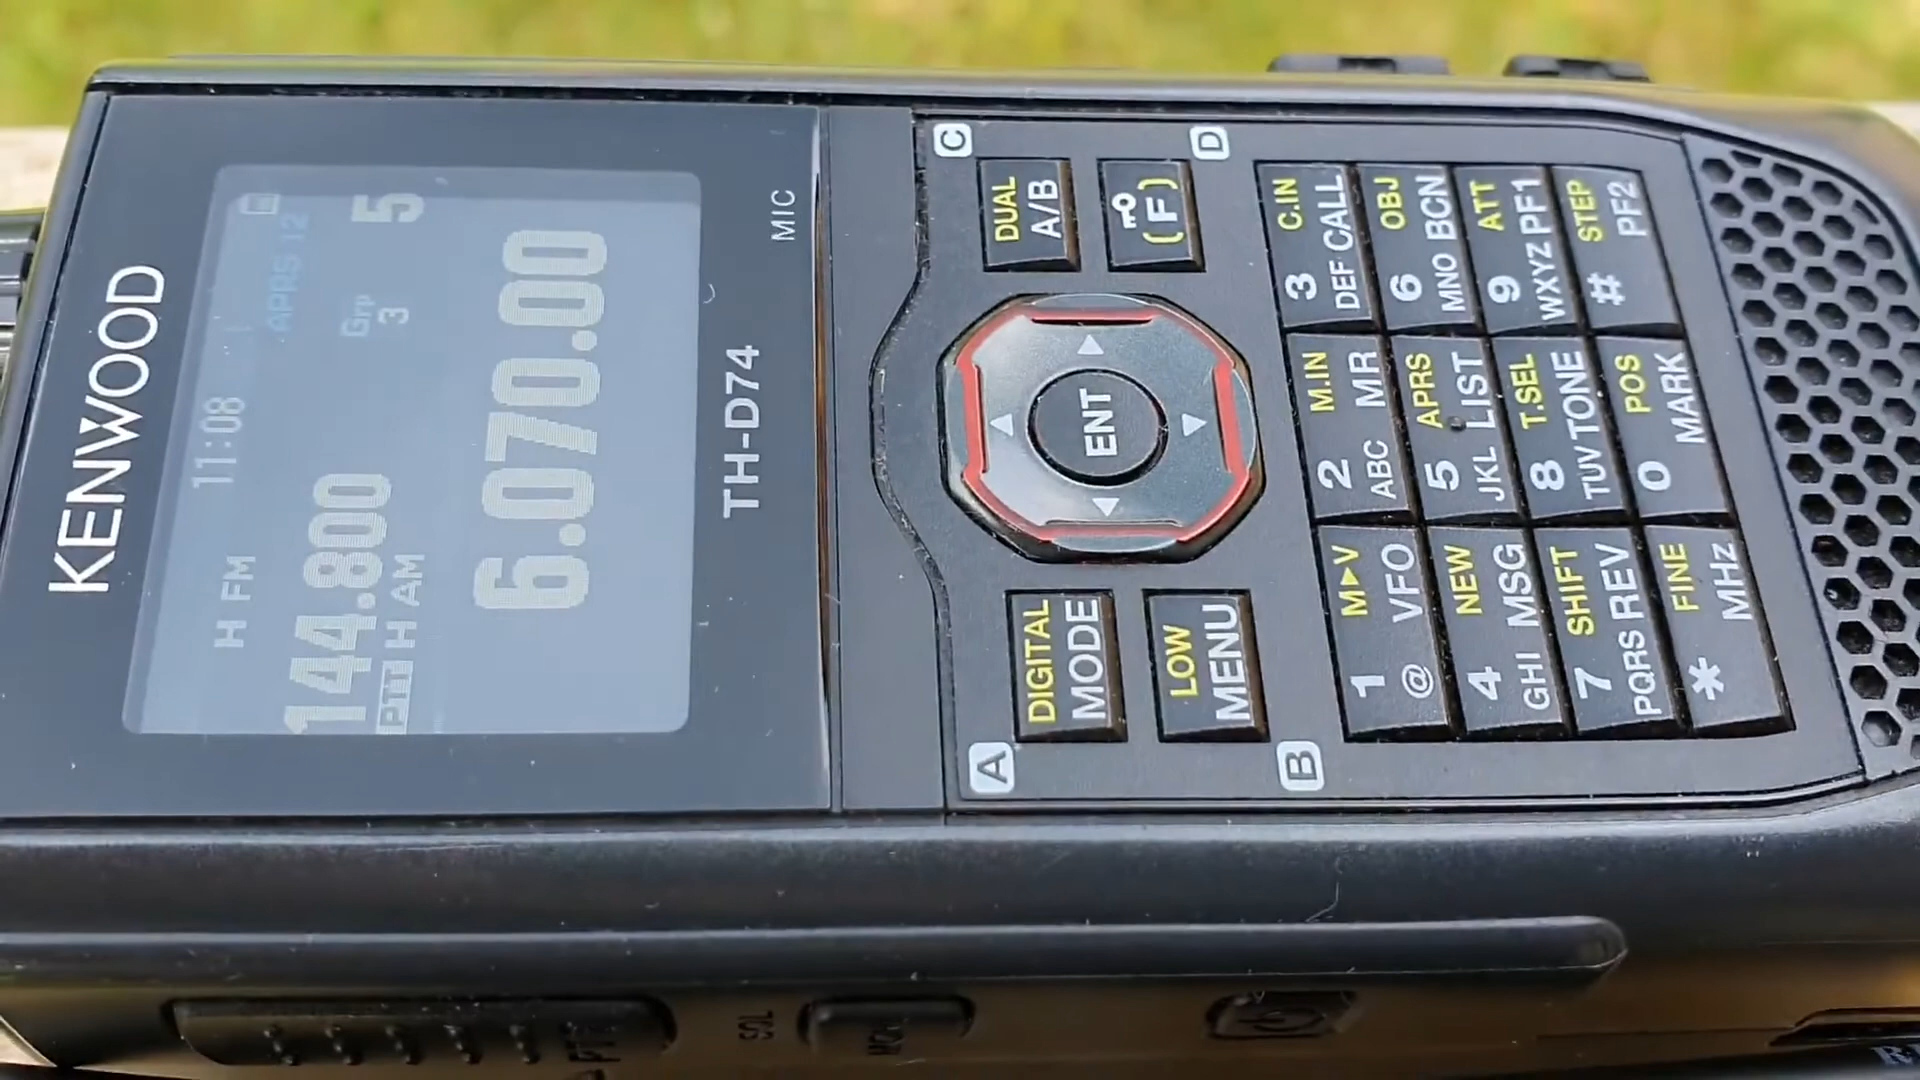 KENWOOD
11:08
H FM
APRS 12
144.800
Grp
3
5
PTT H AM
6.070.00
TH-D74
MIC
A
DIGITAL
MODE
DUAL
A/B
C
ENT
B
LOW
MENU
(F)
D
M▶V
1 VFO
@
M.IN
2 MR
ABC
C.IN
3 CALL
DEF
NEW
4 MSG
GHI
APRS
5 LIST
JKL
OBJ
6 BCN
MNO
SHIFT
7 REV
PQRS
T.SEL
8 TONE
TUV
ATT
9 PF1
WXYZ
FINE
* MHz
POS
0 MARK
STEP
# PF2
PTT